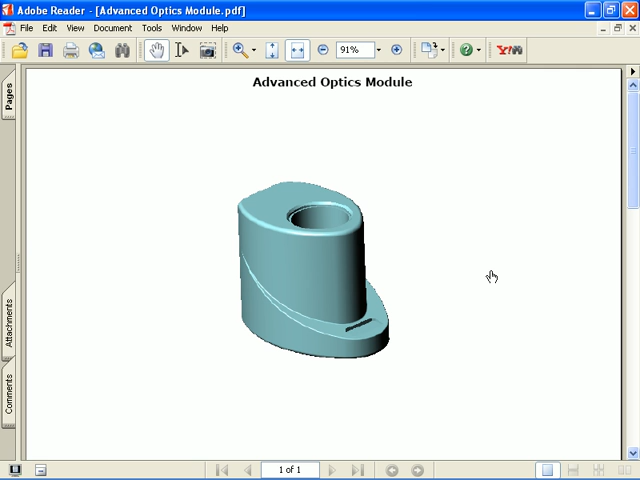 Adobe Reader - [Advanced Optics Module.pdf]
File Edit View Document Tools Window Help
91%
Y!
Pages
Advanced Optics Module
Attachments
Comments
1 of 1